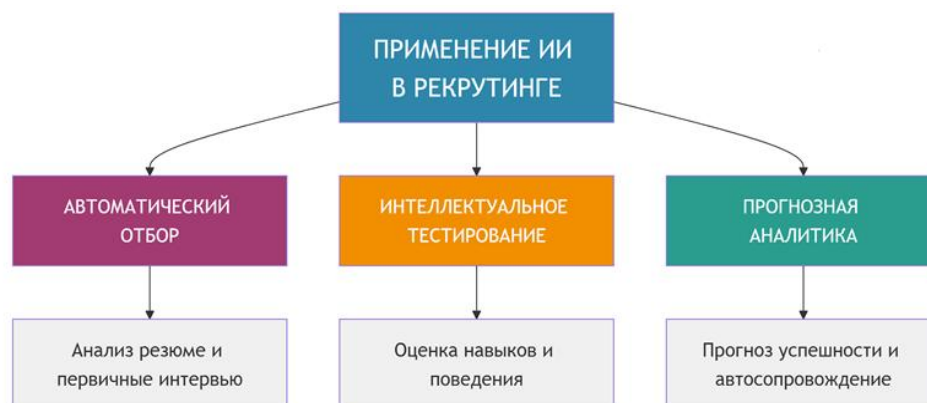 ПРИМЕНЕНИЕ ИИ
В РЕКРУТИНГЕ
АВТОМАТИЧЕСКИЙ
ОТБОР
ИНТЕЛЛЕКТУАЛЬНОЕ
ТЕСТИРОВАНИЕ
ПРОГНОЗНАЯ
АНАЛИТИКА
Анализ резюме и
первичные интервью
Оценка навыков и
поведения
Прогноз успешности и
автосопровождение